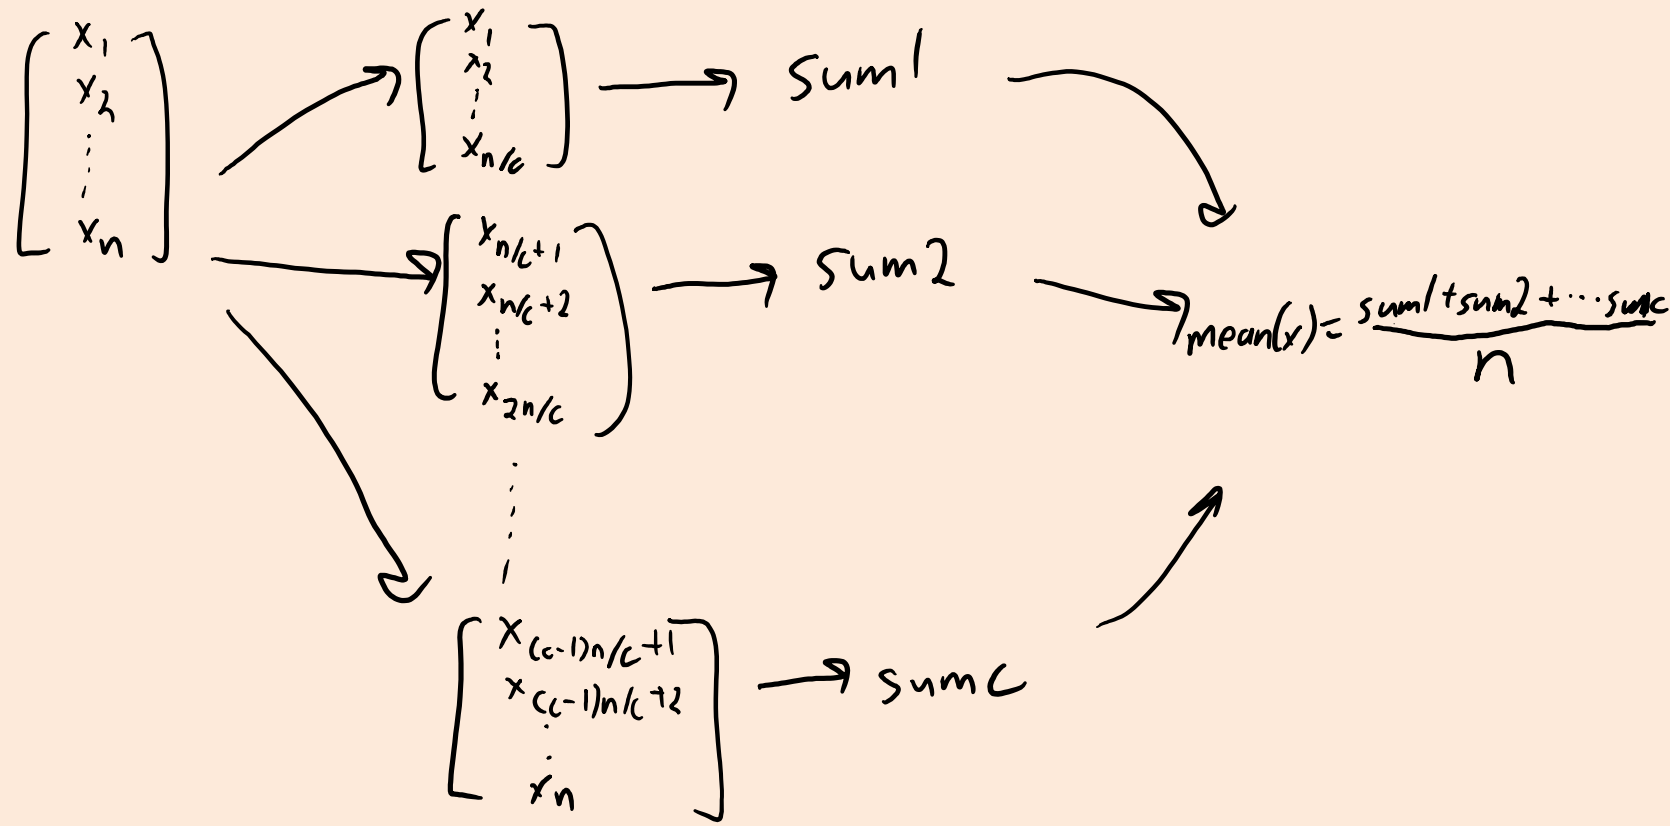 x1
x2
⋮
xn
x1
x2
⋮
xn/c
sum1
xn/c+1
xn/c+2
⋮
x2n/c
sum2
mean(x) = sum1+sum2+⋯sumc
n
⋮
x(c-1)n/c+1
x(c-1)n/c+2
⋮
xn
sumc